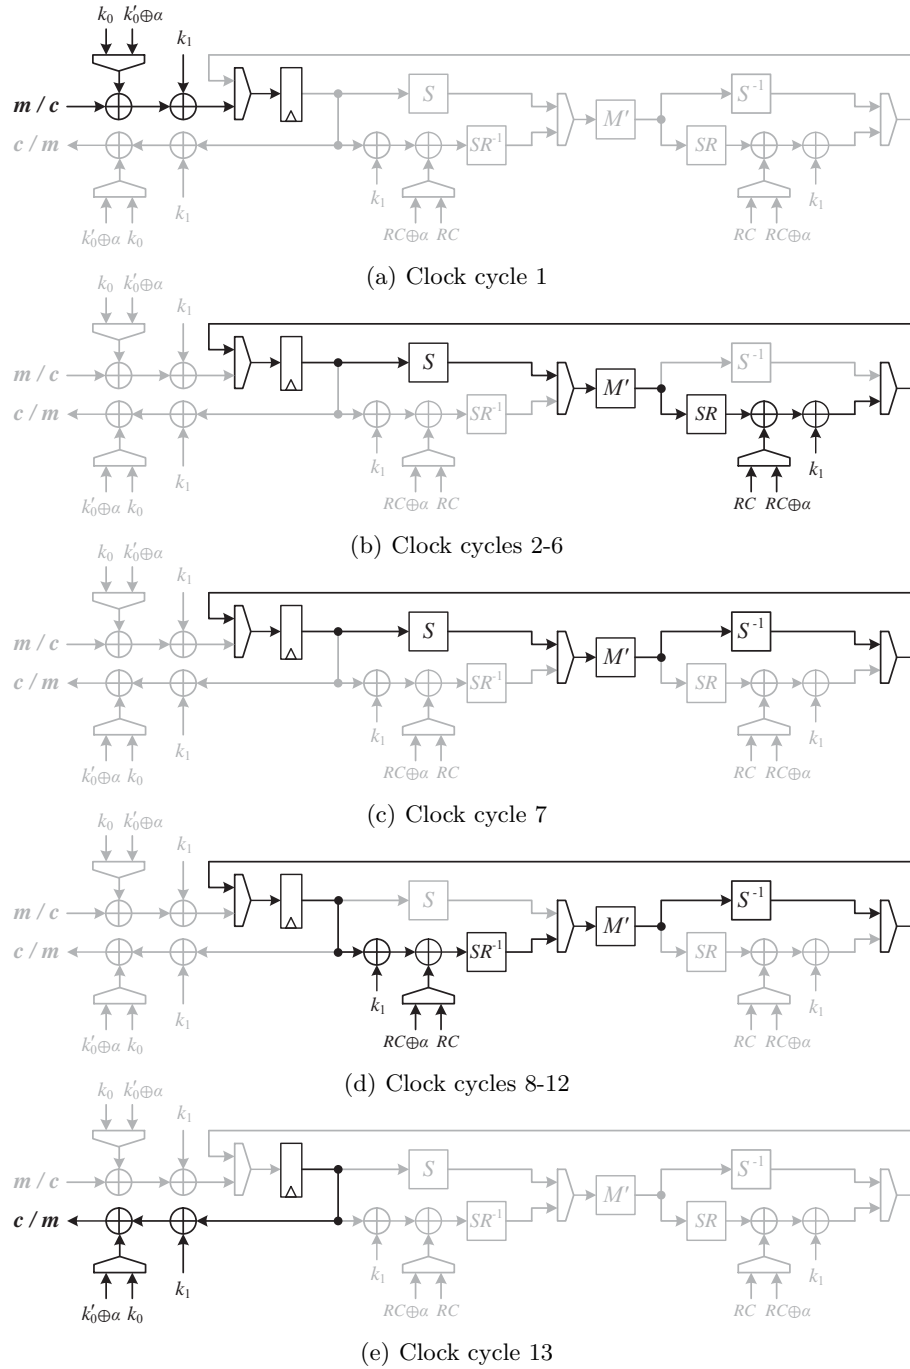 k₀ k′₀⊕α
k₁
m / c S S⁻¹
M′
c / m SR⁻¹ SR
k₁ k₁
k′₀⊕α k₀ k₁ RC⊕α RC RC RC⊕α
(a) Clock cycle 1
k₀ k′₀⊕α
k₁
m / c S S⁻¹
M′
c / m SR⁻¹ SR
k₁ k₁
k′₀⊕α k₀ k₁ RC⊕α RC RC RC⊕α
(b) Clock cycles 2-6
k₀ k′₀⊕α
k₁
m / c S S⁻¹
M′
c / m SR⁻¹ SR
k₁ k₁
k′₀⊕α k₀ k₁ RC⊕α RC RC RC⊕α
(c) Clock cycle 7
k₀ k′₀⊕α
k₁
m / c S S⁻¹
M′
c / m SR⁻¹ SR
k₁ k₁
k′₀⊕α k₀ k₁ RC⊕α RC RC RC⊕α
(d) Clock cycles 8-12
k₀ k′₀⊕α
k₁
m / c S S⁻¹
M′
c / m SR⁻¹ SR
k₁ k₁
k′₀⊕α k₀ k₁ RC⊕α RC RC RC⊕α
(e) Clock cycle 13